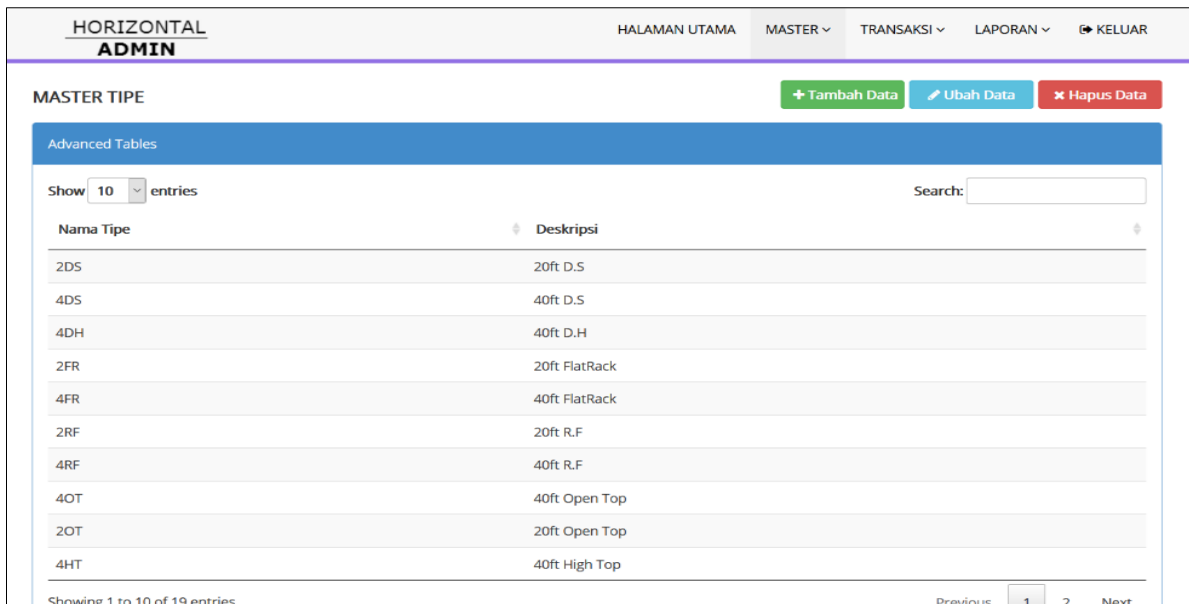 HORIZONTAL
ADMIN
HALAMAN UTAMA MASTER TRANSAKSI LAPORAN KELUAR
MASTER TIPE
Tambah Data Ubah Data Hapus Data
Advanced Tables
Show 10 entries Search:
Nama Tipe Deskripsi
2DS 20ft D.S
4DS 40ft D.S
4DH 40ft D.H
2FR 20ft FlatRack
4FR 40ft FlatRack
2RF 20ft R.F
4RF 40ft R.F
4OT 40ft Open Top
2OT 20ft Open Top
4HT 40ft High Top
Showing 1 to 10 of 19 entries Previous 1 2 Next